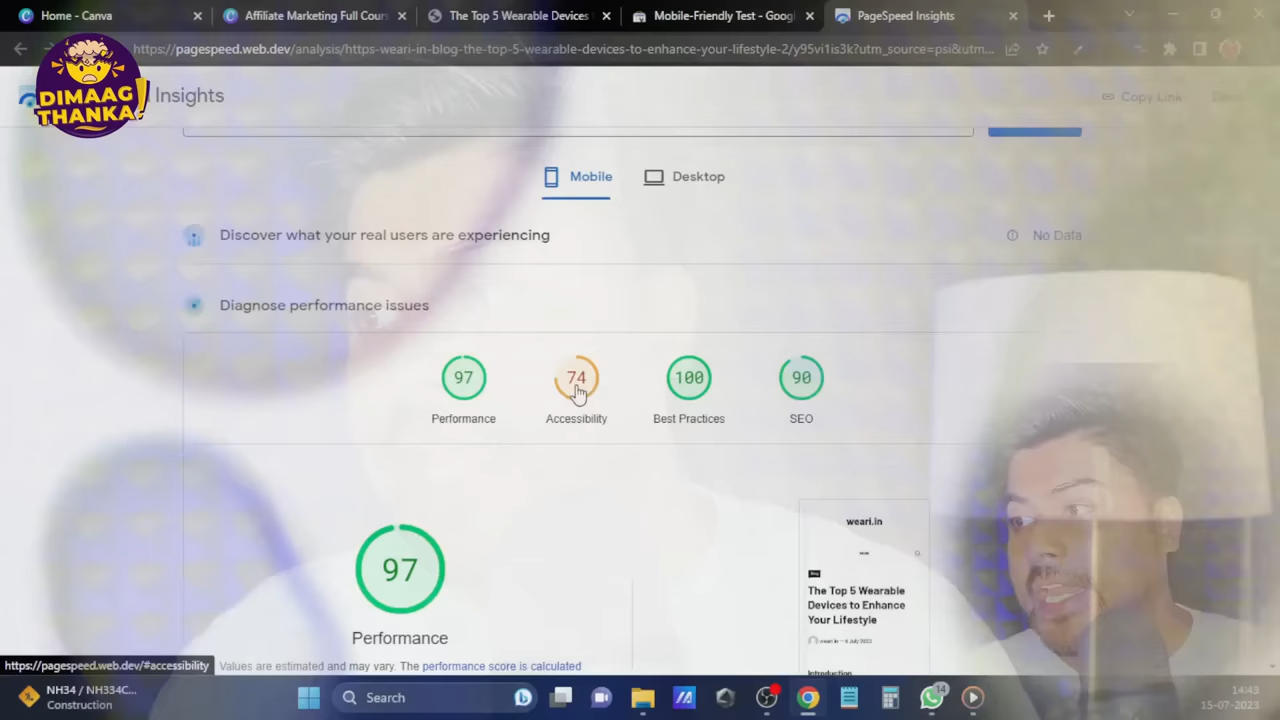 Home - Canva
Affiliate Marketing Full Cours
The Top 5 Wearable Devices
Mobile-Friendly Test - Googl
PageSpeed Insights
https://pagespeed.web.dev/analysis/https-weari-in-blog-the-top-5-wearable-devices-to-enhance-your-lifestyle-2/y95vi1is3k?utm_source=psi&utm...
DIMAAG
THANKA!
Insights
Copy Link
Mobile
Desktop
Discover what your real users are experiencing
No Data
Diagnose performance issues
97
74
100
90
Performance
Accessibility
Best Practices
SEO
97
Performance
weari.in
Blog
The Top 5 Wearable
Devices to Enhance
Your Lifestyle
Introduction
https://pagespeed.web.dev/#accessibility
Values are estimated and may vary. The performance score is calculated
NH34 / NH334C...
Construction
Search
14
14:43
15-07-2023